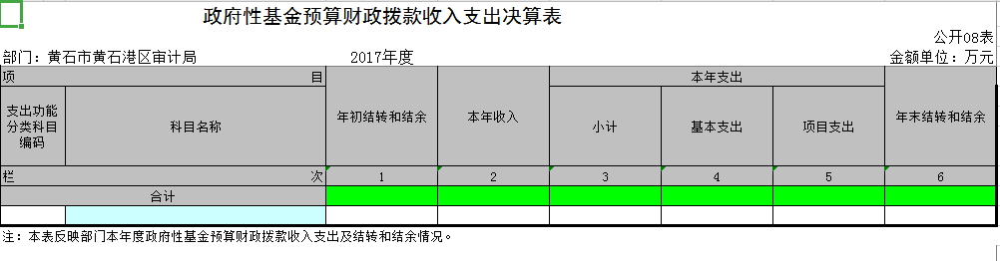 政府性基金预算财政拨款收入支出决算表
公开08表
部门：黄石市黄石港区审计局 2017年度 金额单位：万元
项 目 本年支出
支出功能分类科目编码 科目名称 年初结转和结余 本年收入 小计 基本支出 项目支出 年末结转和结余
栏 次 1 2 3 4 5 6
合计
注：本表反映部门本年度政府性基金预算财政拨款收入支出及结转和结余情况。